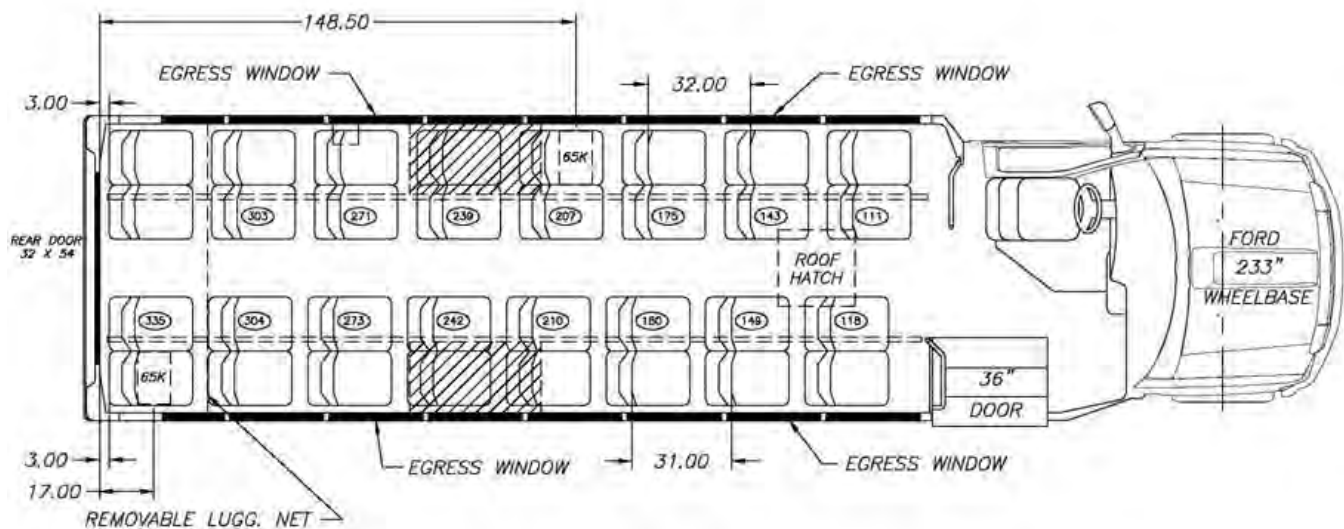 148.50
EGRESS WINDOW
32.00
EGRESS WINDOW
3.00
65K
303
271
239
207
175
143
111
REAR DOOR
32 X 54
ROOF
HATCH
FORD
233"
WHEELBASE
335
304
273
242
210
180
149
118
65K
36"
DOOR
3.00
EGRESS WINDOW
31.00
EGRESS WINDOW
17.00
REMOVABLE LUGG. NET